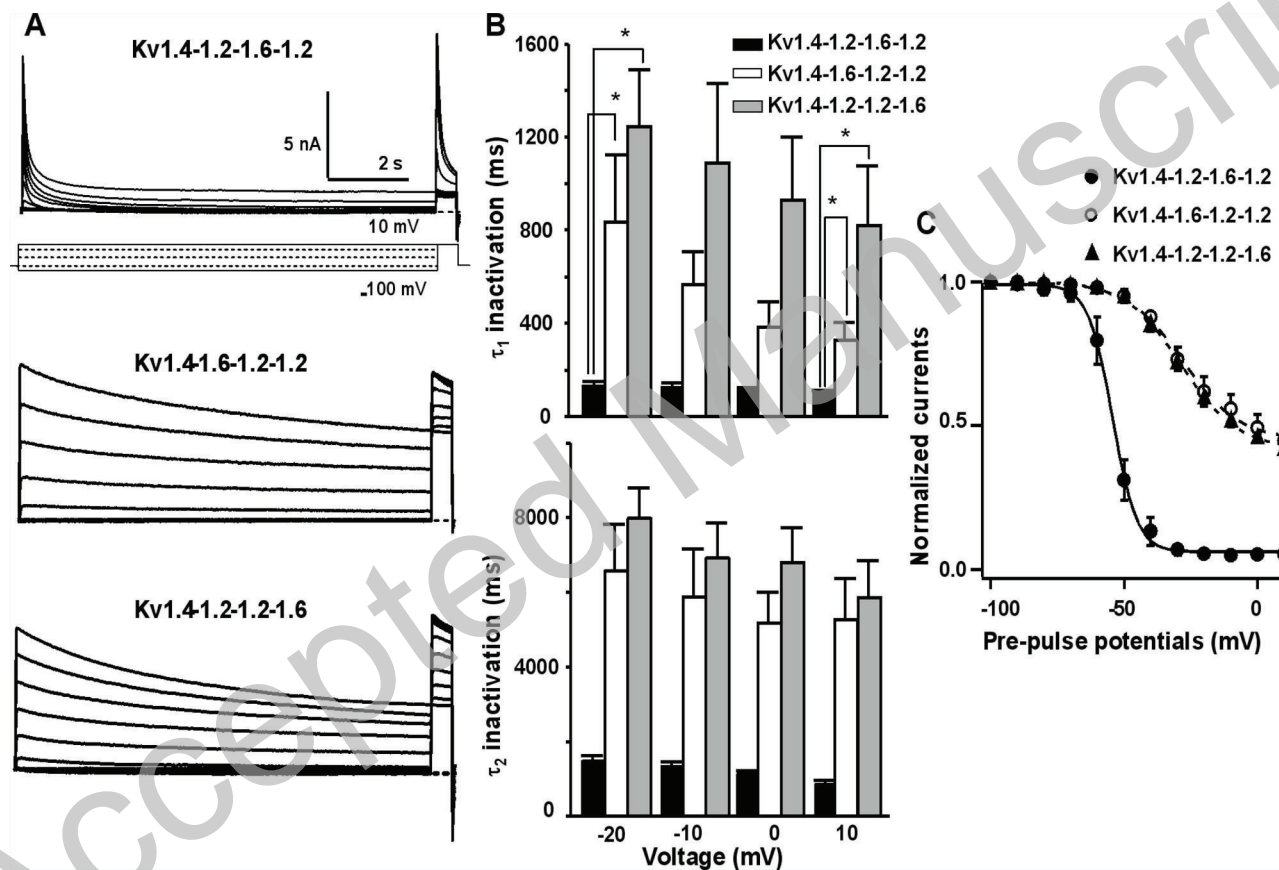 A
Kv1.4-1.2-1.6-1.2
5 nA
2 s
10 mV
-100 mV
Kv1.4-1.6-1.2-1.2
Kv1.4-1.2-1.2-1.6
B
Kv1.4-1.2-1.6-1.2
Kv1.4-1.6-1.2-1.2
Kv1.4-1.2-1.2-1.6
τ1 inactivation (ms)
1600
1200
800
400
0
*
*
*
*
τ2 inactivation (ms)
8000
4000
0
-20 -10 0 10
Voltage (mV)
C
Kv1.4-1.2-1.6-1.2
Kv1.4-1.6-1.2-1.2
Kv1.4-1.2-1.2-1.6
Normalized currents
1.0
0.5
0.0
-100 -50 0
Pre-pulse potentials (mV)
Accepted Manuscri